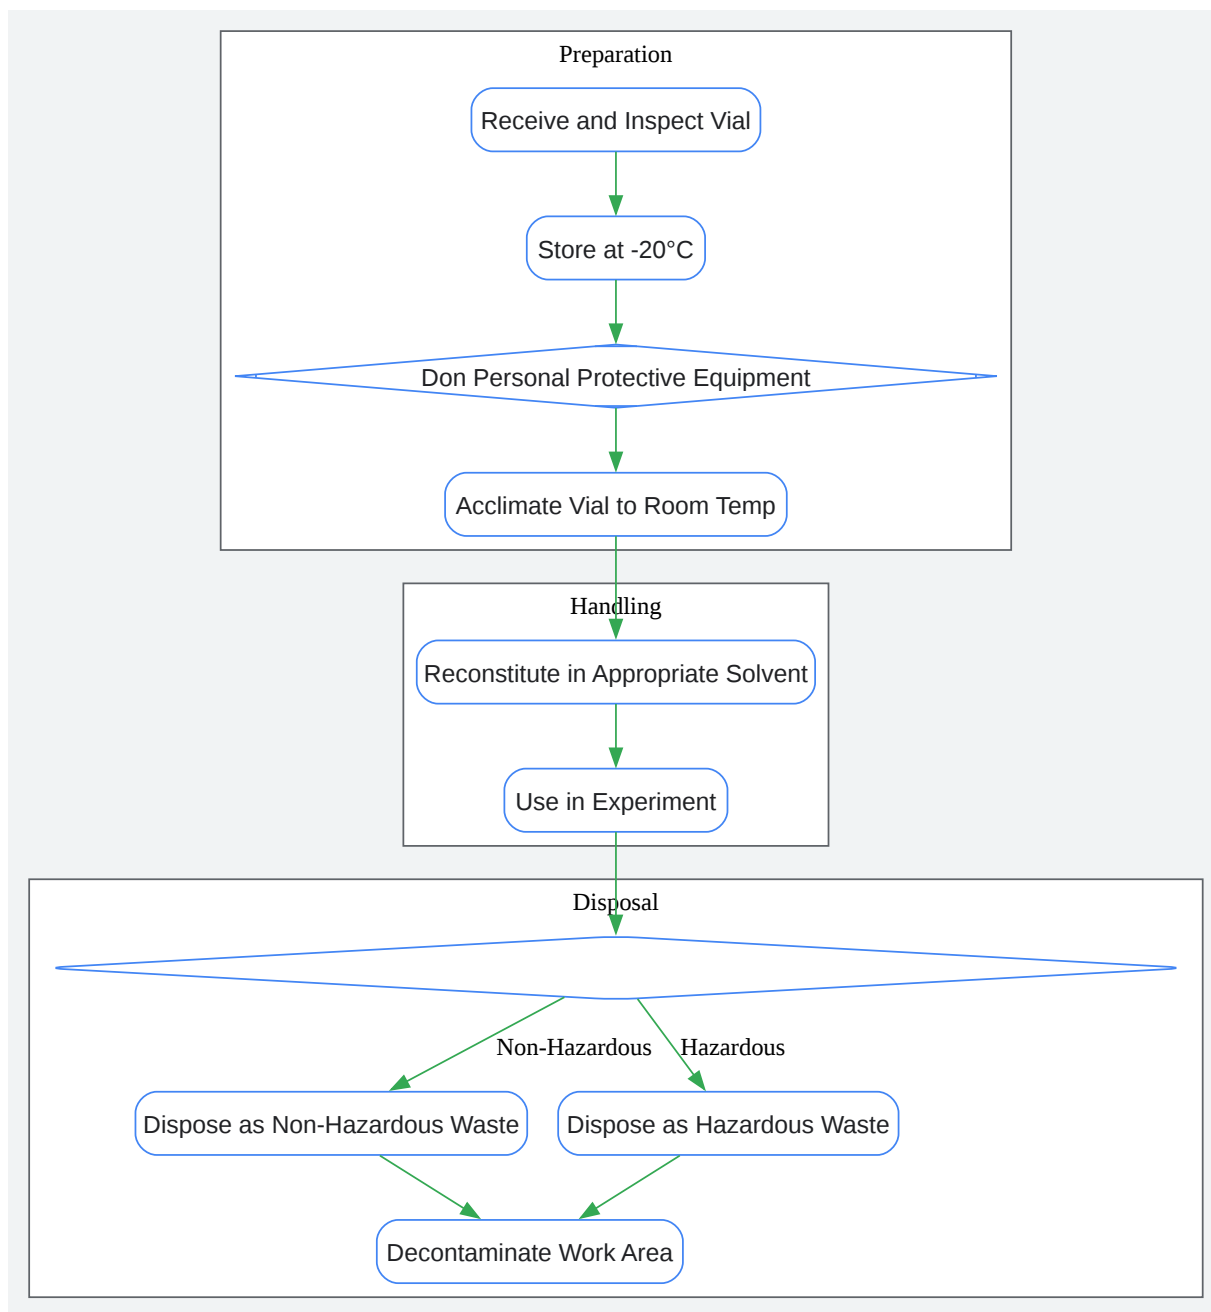 Preparation
Receive and Inspect Vial
Store at -20°C
Don Personal Protective Equipment
Acclimate Vial to Room Temp
Handling
Reconstitute in Appropriate Solvent
Use in Experiment
Disposal
Non-Hazardous
Hazardous
Dispose as Non-Hazardous Waste
Dispose as Hazardous Waste
Decontaminate Work Area